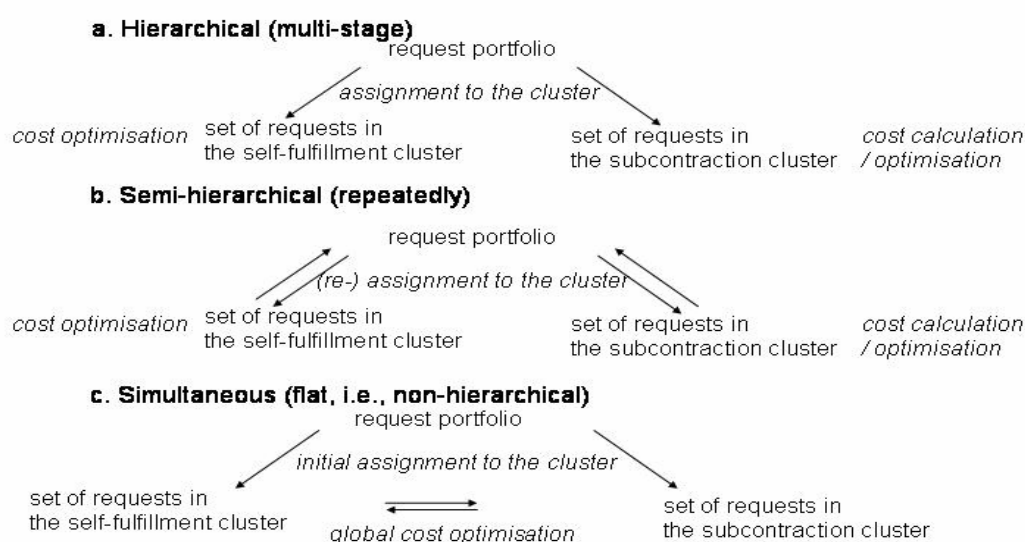 a. Hierarchical (multi-stage)
request portfolio
assignment to the cluster
cost optimisation
set of requests in
the self-fulfillment cluster
set of requests in
the subcontraction cluster
cost calculation
/ optimisation
b. Semi-hierarchical (repeatedly)
request portfolio
(re-) assignment to the cluster
cost optimisation
set of requests in
the self-fulfillment cluster
set of requests in
the subcontraction cluster
cost calculation
/ optimisation
c. Simultaneous (flat, i.e., non-hierarchical)
request portfolio
initial assignment to the cluster
set of requests in
the self-fulfillment cluster
global cost optimisation
set of requests in
the subcontraction cluster